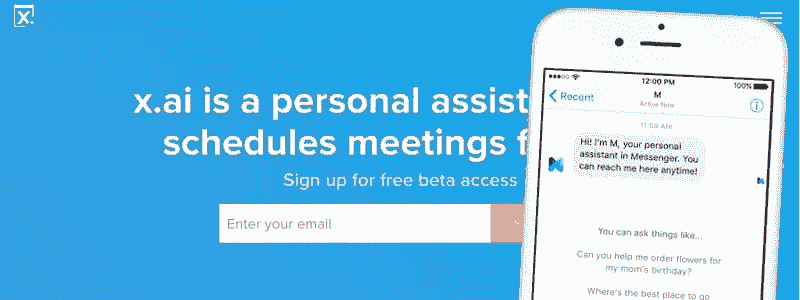 x.
x.ai is a personal assist
schedules meetings f
Sign up for free beta access
Enter your email
12:00 PM
100%
Recent
M
Active Now
11:59 AM
Hi! I'm M, your personal
assistant in Messenger. You
can reach me here anytime!
You can ask things like...
Can you help me order flowers for
my mom's birthday?
Where's the best place to go